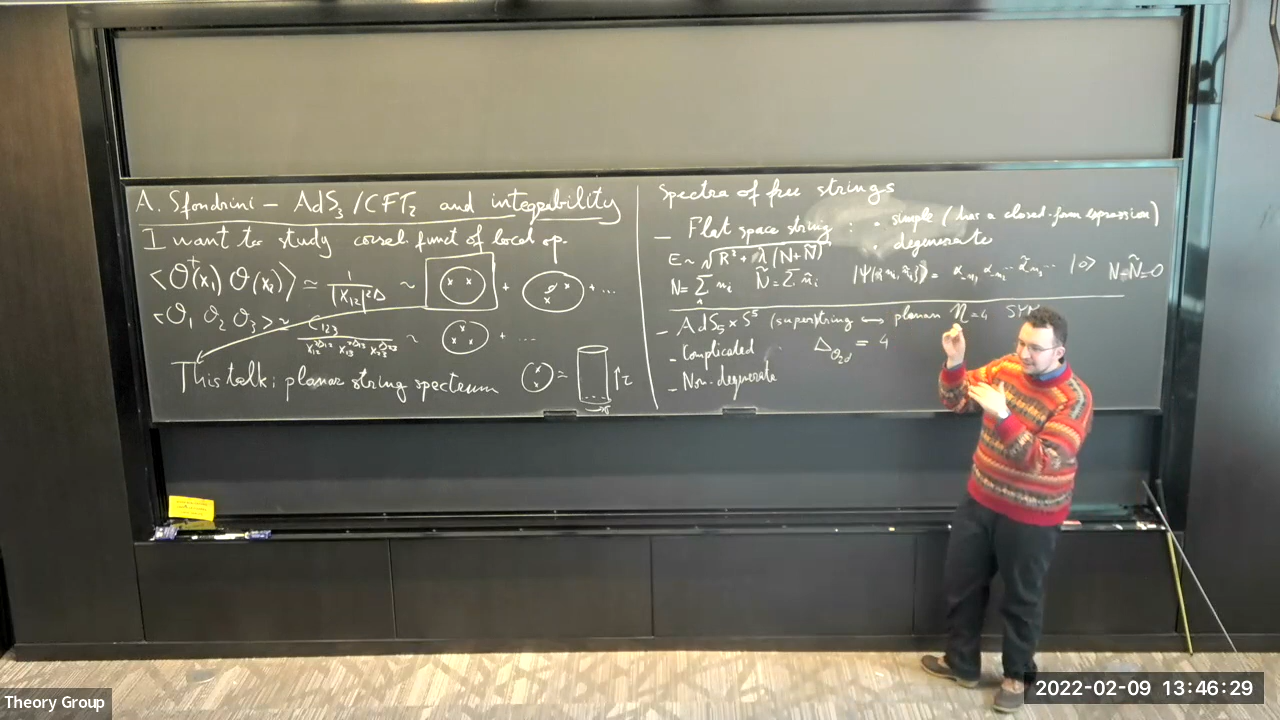 A. Sfondrini – AdS₃/CFT₂ and integrability
I want to study correl. funct of local op.
⟨O†(x₁) O(x₂)⟩ ≃ 1/|x₁₂|^2Δ ~ + + ...
⟨O₁ O₂ O₃⟩ ~ C₁₂₃ ~ + ...
This talk: planar string spectrum ≃ ↑τ
Spectra of free strings
– Flat space string : • simple (has a closed-form expression)
• degenerate
E ~ √R² + λ(N+Ñ)
N = Σ nᵢ Ñ = Σ ñᵢ |0⟩ N-Ñ=0
– AdS₅ × S⁵ (super)string ↔ planar N=4 SYM
– Complicated
Δ = 4
– Non-degenerate
Theory Group
2022-02-09 13:46:29